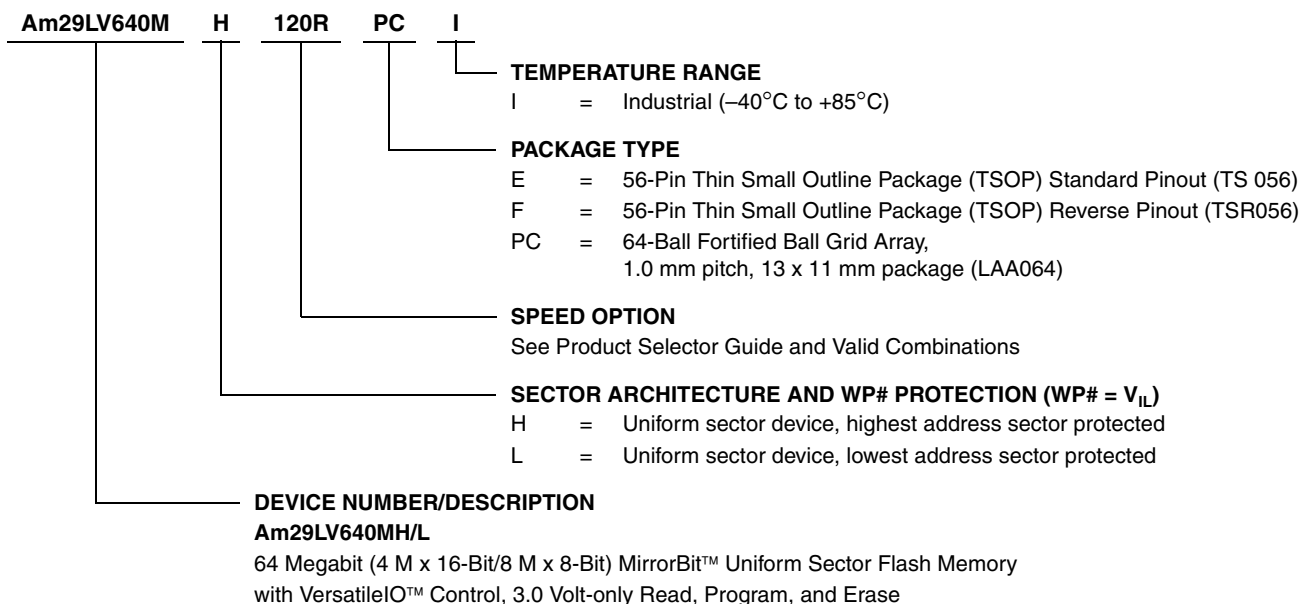 Am29LV640M H 120R PC I
TEMPERATURE RANGE
I = Industrial (–40°C to +85°C)
PACKAGE TYPE
E = 56-Pin Thin Small Outline Package (TSOP) Standard Pinout (TS 056)
F = 56-Pin Thin Small Outline Package (TSOP) Reverse Pinout (TSR056)
PC = 64-Ball Fortified Ball Grid Array,
1.0 mm pitch, 13 x 11 mm package (LAA064)
SPEED OPTION
See Product Selector Guide and Valid Combinations
SECTOR ARCHITECTURE AND WP# PROTECTION (WP# = VIL)
H = Uniform sector device, highest address sector protected
L = Uniform sector device, lowest address sector protected
DEVICE NUMBER/DESCRIPTION
Am29LV640MH/L
64 Megabit (4 M x 16-Bit/8 M x 8-Bit) MirrorBit™ Uniform Sector Flash Memory
with VersatileIO™ Control, 3.0 Volt-only Read, Program, and Erase